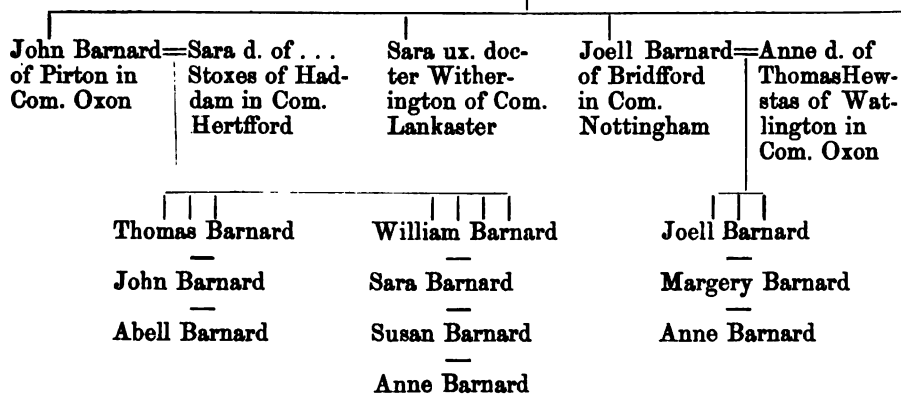 John Barnard=Sara d. of . . .
of Pirton in
Com. Oxon
Stoxes of Had-
dam in Com.
Hertfford
Sara ux. doc-
ter Wither-
ington of Com.
Lankaster
Joell Barnard=Anne d. of
of Bridfford
in Com.
Nottingham
ThomasHew-
stas of Wat-
lington in
Com. Oxon
Thomas Barnard
John Barnard
Abell Barnard
William Barnard
Sara Barnard
Susan Barnard
Anne Barnard
Joell Barnard
Margery Barnard
Anne Barnard